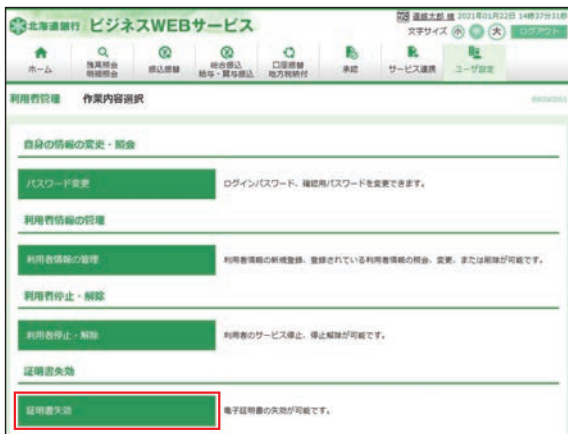 北海道銀行 ビジネスWEBサービス
道銀太郎 様 2021年01月22日 14時37分31秒
文字サイズ 小 中 大 ログアウト
ホーム
残高照会 明細照会
振込振替
総合振込 給与・賞与振込
口座振替 地方税納付
承認
サービス連携
ユーザ設定
利用者管理 作業内容選択
自身の情報の変更・照会
パスワード変更 ログインパスワード、確認用パスワードを変更できます。
利用者情報の管理
利用者情報の管理 利用者情報の新規登録、登録されている利用者情報の照会、変更、または削除が可能です。
利用者停止・解除
利用者停止・解除 利用者のサービス停止、停止解除が可能です。
証明書失効
証明書失効 電子証明書の失効が可能です。